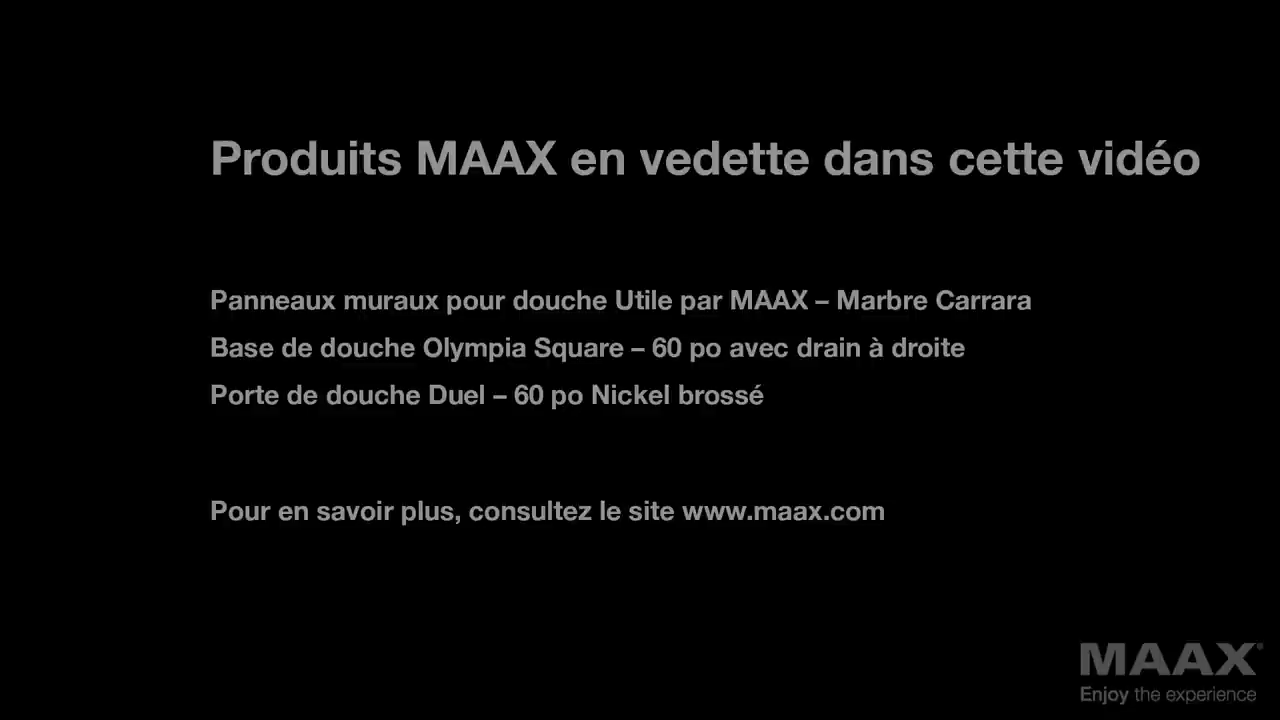 Produits MAAX en vedette dans cette vidéo
Panneaux muraux pour douche Utile par MAAX – Marbre Carrara
Base de douche Olympia Square – 60 po avec drain à droite
Porte de douche Duel – 60 po Nickel brossé
Pour en savoir plus, consultez le site www.maax.com
MAAX®
Enjoy the experience